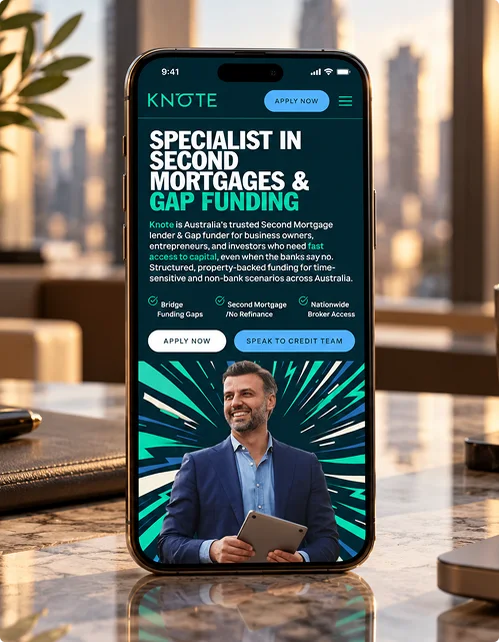 9:41
KNOTE
APPLY NOW
SPECIALIST IN
SECOND
MORTGAGES &
GAP FUNDING
Knote is Australia's trusted Second Mortgage
lender & Gap funder for business owners,
entrepreneurs, and investors who need fast
access to capital, even when the banks say no.
Structured, property-backed funding for time-
sensitive and non-bank scenarios across Australia.
Bridge
Funding Gaps
Second Mortgage
/No Refinance
Nationwide
Broker Access
APPLY NOW
SPEAK TO CREDIT TEAM